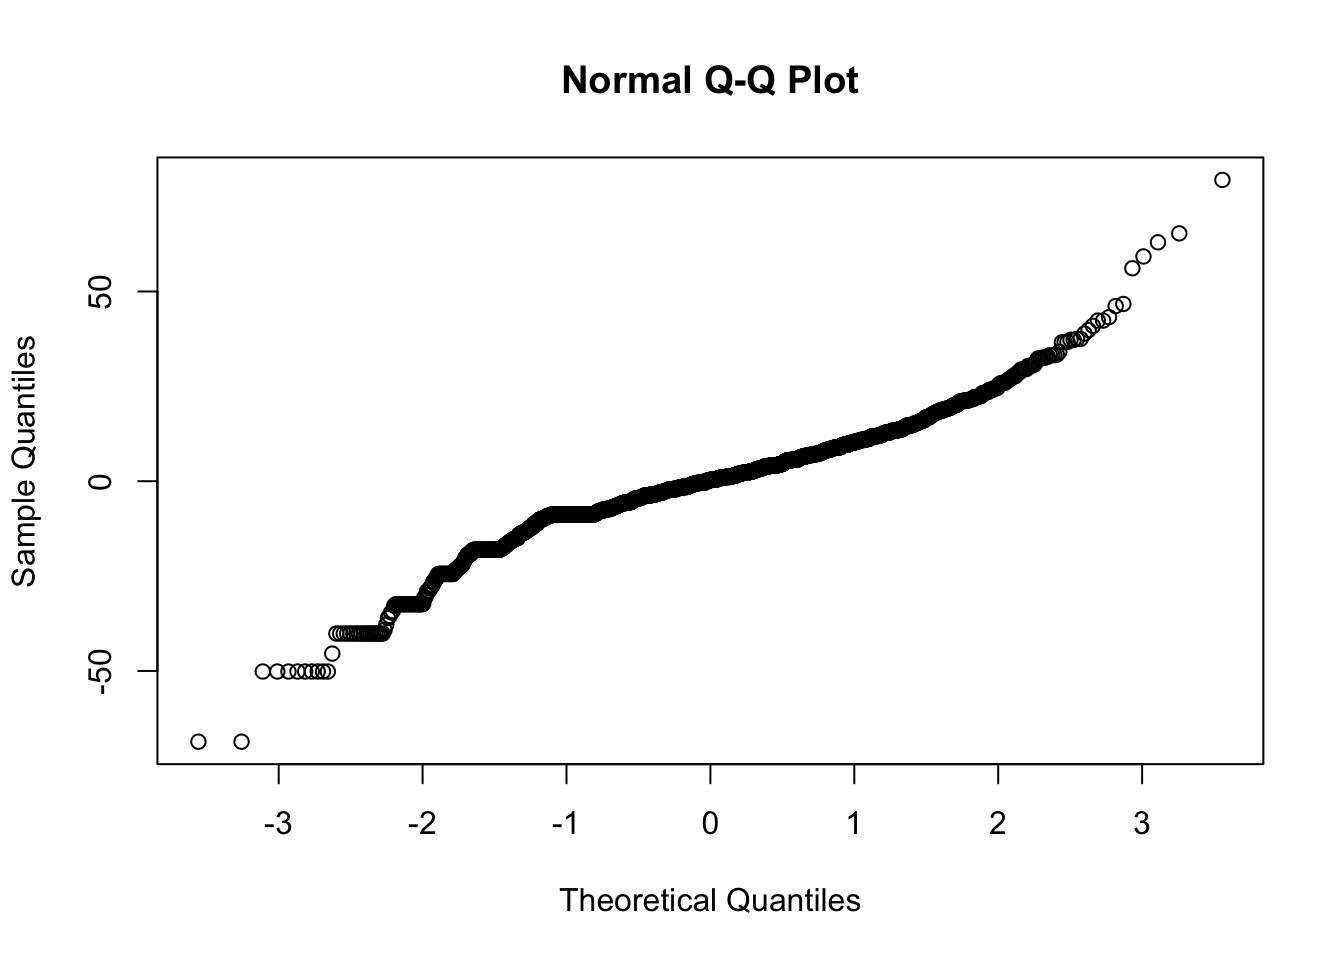 Normal Q-Q Plot
Sample Quantiles
50
0
-50
-3 -2 -1 0 1 2 3
Theoretical Quantiles